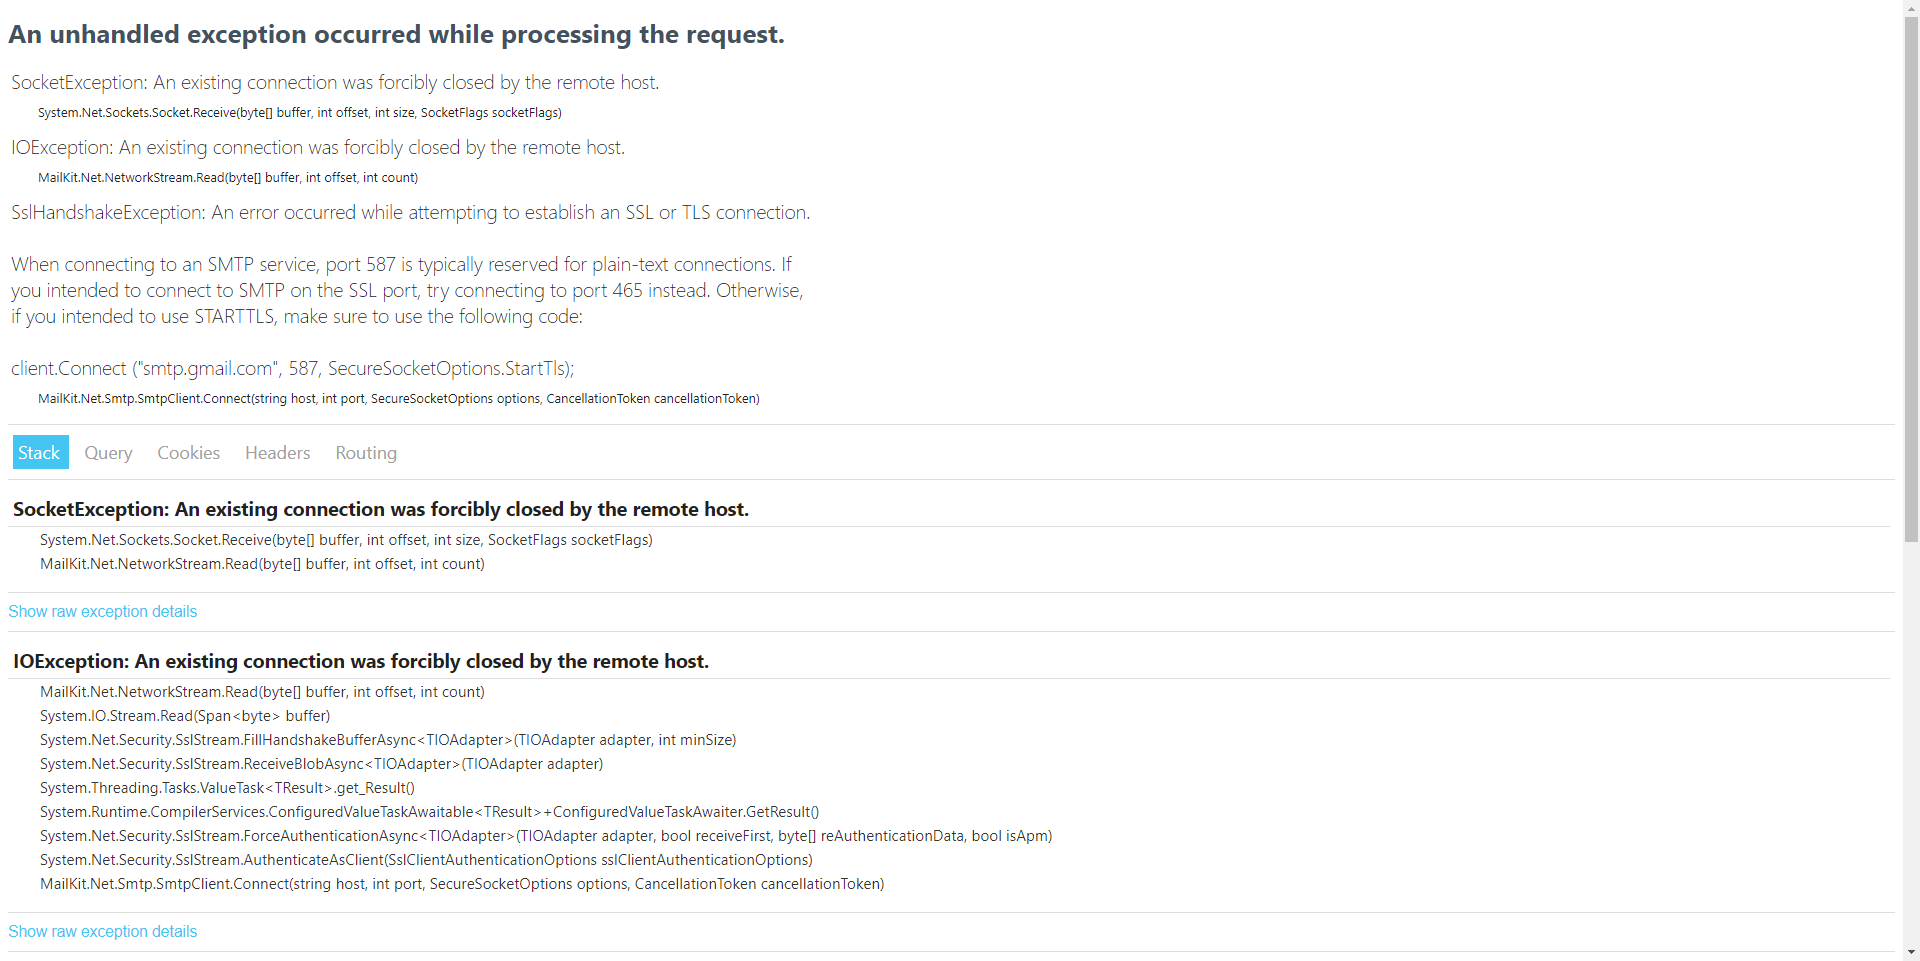 An unhandled exception occurred while processing the request.
SocketException: An existing connection was forcibly closed by the remote host.
System.Net.Sockets.Socket.Receive(byte[] buffer, int offset, int size, SocketFlags socketFlags)
IOException: An existing connection was forcibly closed by the remote host.
MailKit.Net.NetworkStream.Read(byte[] buffer, int offset, int count)
SslHandshakeException: An error occurred while attempting to establish an SSL or TLS connection.
When connecting to an SMTP service, port 587 is typically reserved for plain-text connections. If
you intended to connect to SMTP on the SSL port, try connecting to port 465 instead. Otherwise,
if you intended to use STARTTLS, make sure to use the following code:
client.Connect ("smtp.gmail.com", 587, SecureSocketOptions.StartTls);
MailKit.Net.Smtp.SmtpClient.Connect(string host, int port, SecureSocketOptions options, CancellationToken cancellationToken)
Stack Query Cookies Headers Routing
SocketException: An existing connection was forcibly closed by the remote host.
System.Net.Sockets.Socket.Receive(byte[] buffer, int offset, int size, SocketFlags socketFlags)
MailKit.Net.NetworkStream.Read(byte[] buffer, int offset, int count)
Show raw exception details
IOException: An existing connection was forcibly closed by the remote host.
MailKit.Net.NetworkStream.Read(byte[] buffer, int offset, int count)
System.IO.Stream.Read(Span<byte> buffer)
System.Net.Security.SslStream.FillHandshakeBufferAsync<TIOAdapter>(TIOAdapter adapter, int minSize)
System.Net.Security.SslStream.ReceiveBlobAsync<TIOAdapter>(TIOAdapter adapter)
System.Threading.Tasks.ValueTask<TResult>.get_Result()
System.Runtime.CompilerServices.ConfiguredValueTaskAwaitable<TResult>+ConfiguredValueTaskAwaiter.GetResult()
System.Net.Security.SslStream.ForceAuthenticationAsync<TIOAdapter>(TIOAdapter adapter, bool receiveFirst, byte[] reAuthenticationData, bool isApm)
System.Net.Security.SslStream.AuthenticateAsClient(SslClientAuthenticationOptions sslClientAuthenticationOptions)
MailKit.Net.Smtp.SmtpClient.Connect(string host, int port, SecureSocketOptions options, CancellationToken cancellationToken)
Show raw exception details